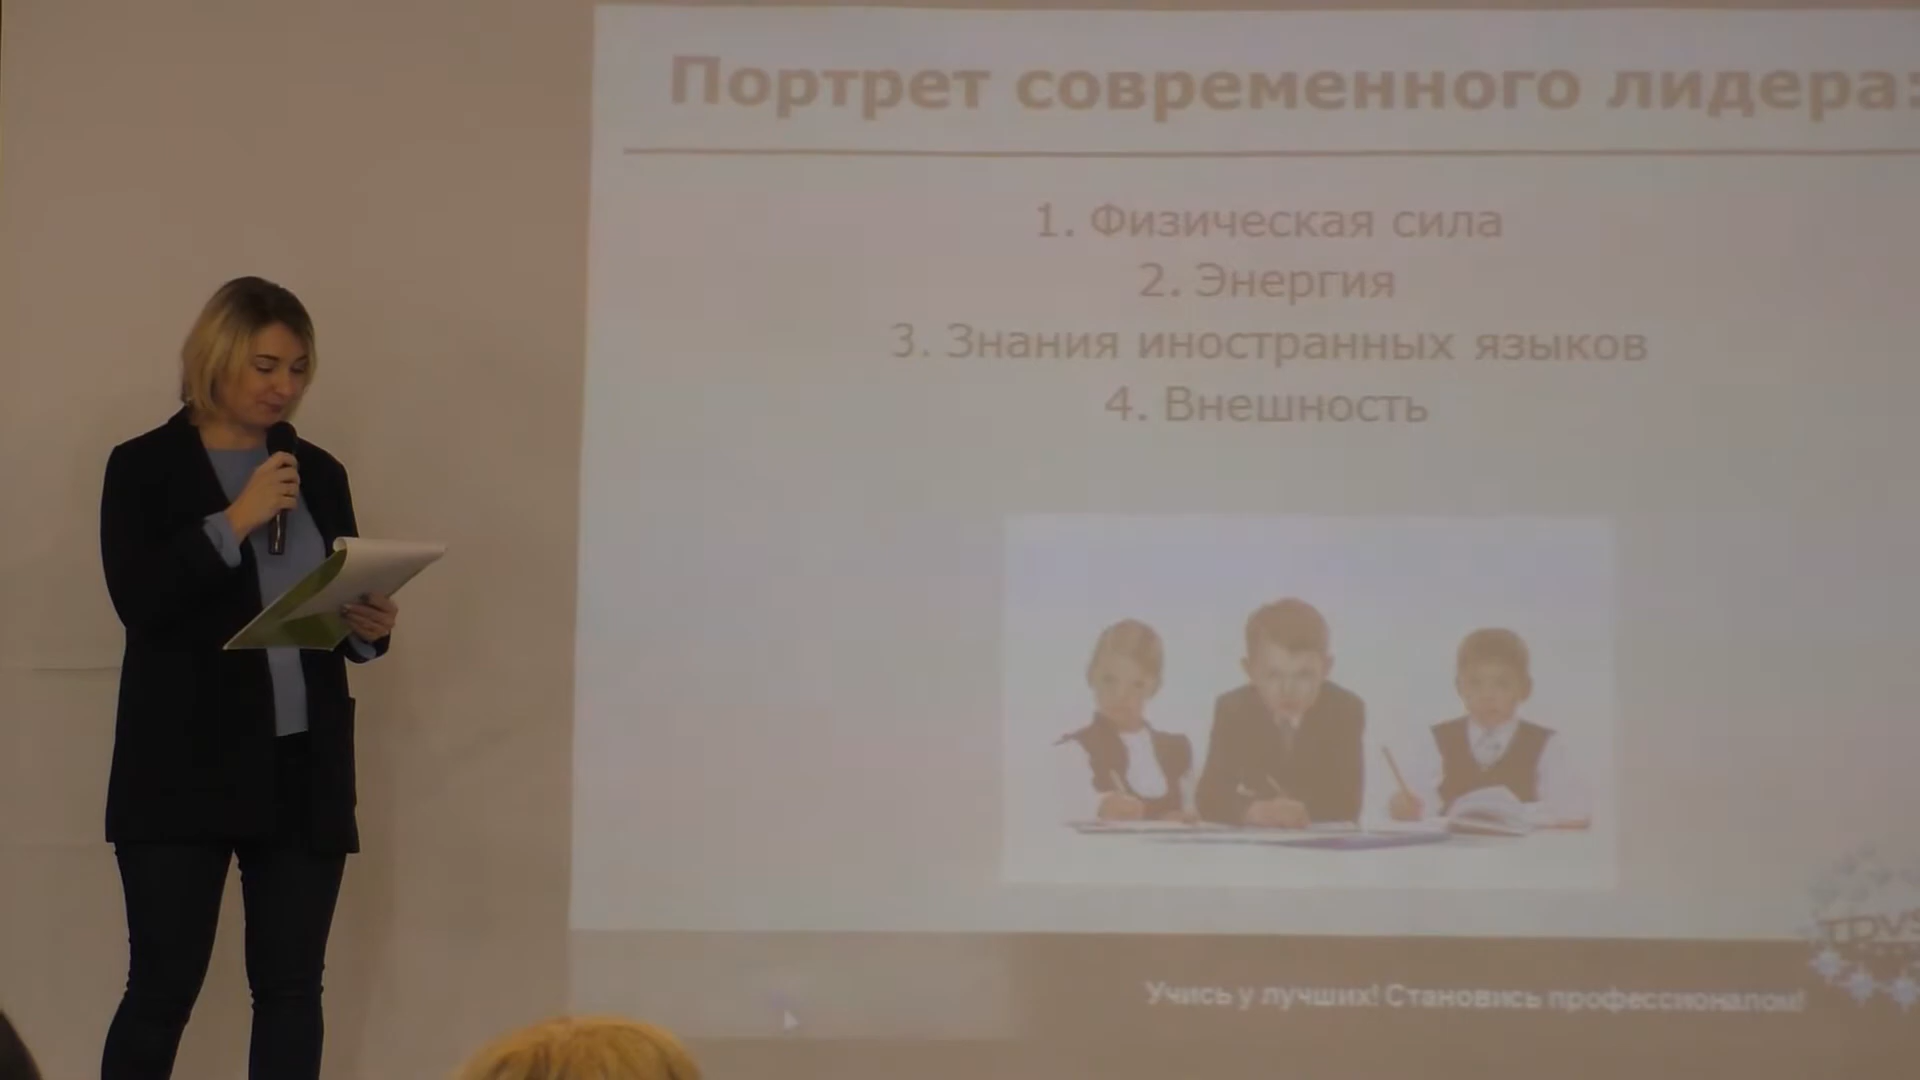 Портрет современного лидера:
1. Физическая сила
2. Энергия
3. Знания иностранных языков
4. Внешность
Учись у лучших! Становись профессионалом!